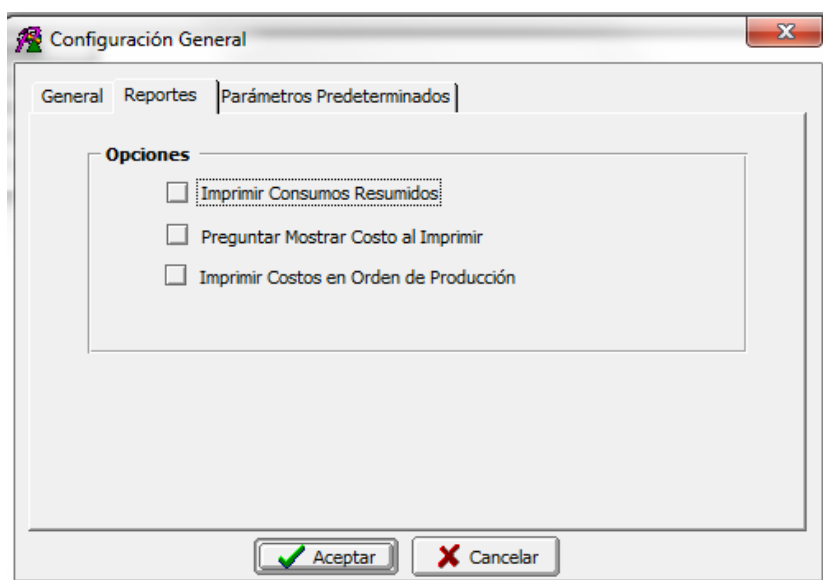 Configuración General
General Reportes Parámetros Predeterminados
Opciones
Imprimir Consumos Resumidos
Preguntar Mostrar Costo al Imprimir
Imprimir Costos en Orden de Producción
Aceptar Cancelar